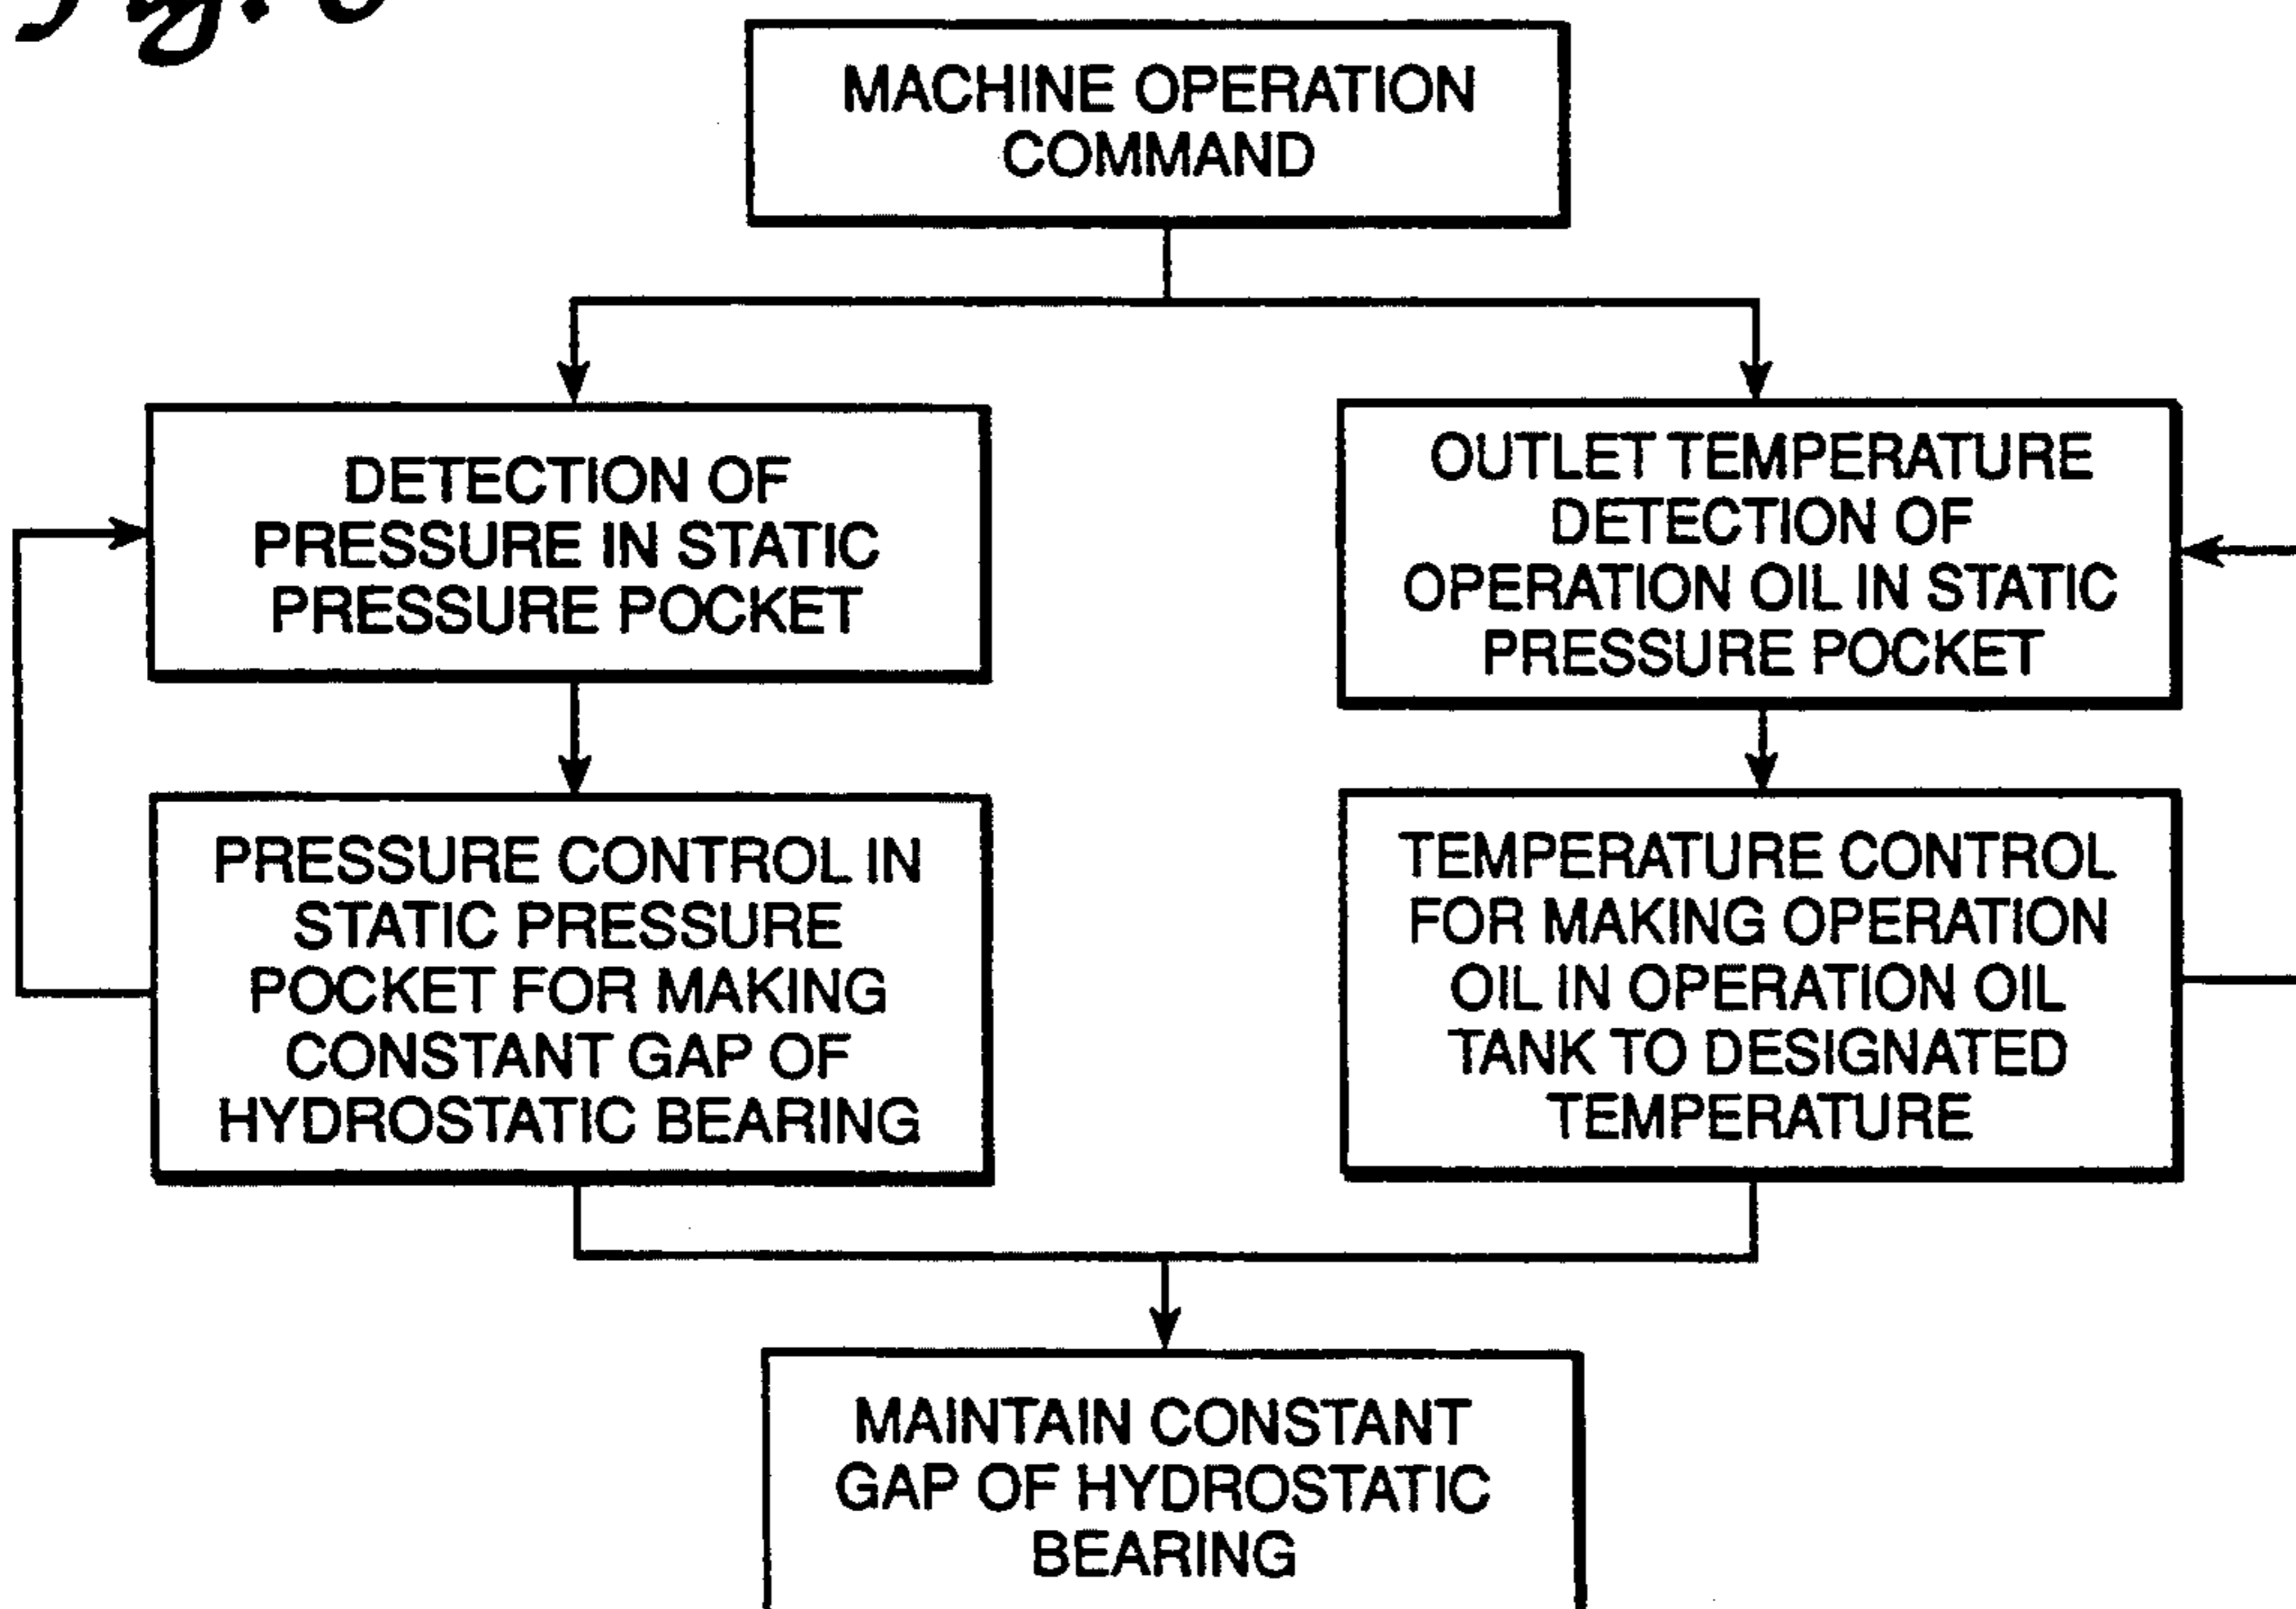 MACHINE OPERATION
COMMAND
DETECTION OF
PRESSURE IN STATIC
PRESSURE POCKET
OUTLET TEMPERATURE
DETECTION OF
OPERATION OIL IN STATIC
PRESSURE POCKET
PRESSURE CONTROL IN
STATIC PRESSURE
POCKET FOR MAKING
CONSTANT GAP OF
HYDROSTATIC BEARING
TEMPERATURE CONTROL
FOR MAKING OPERATION
OIL IN OPERATION OIL
TANK TO DESIGNATED
TEMPERATURE
MAINTAIN CONSTANT
GAP OF HYDROSTATIC
BEARING